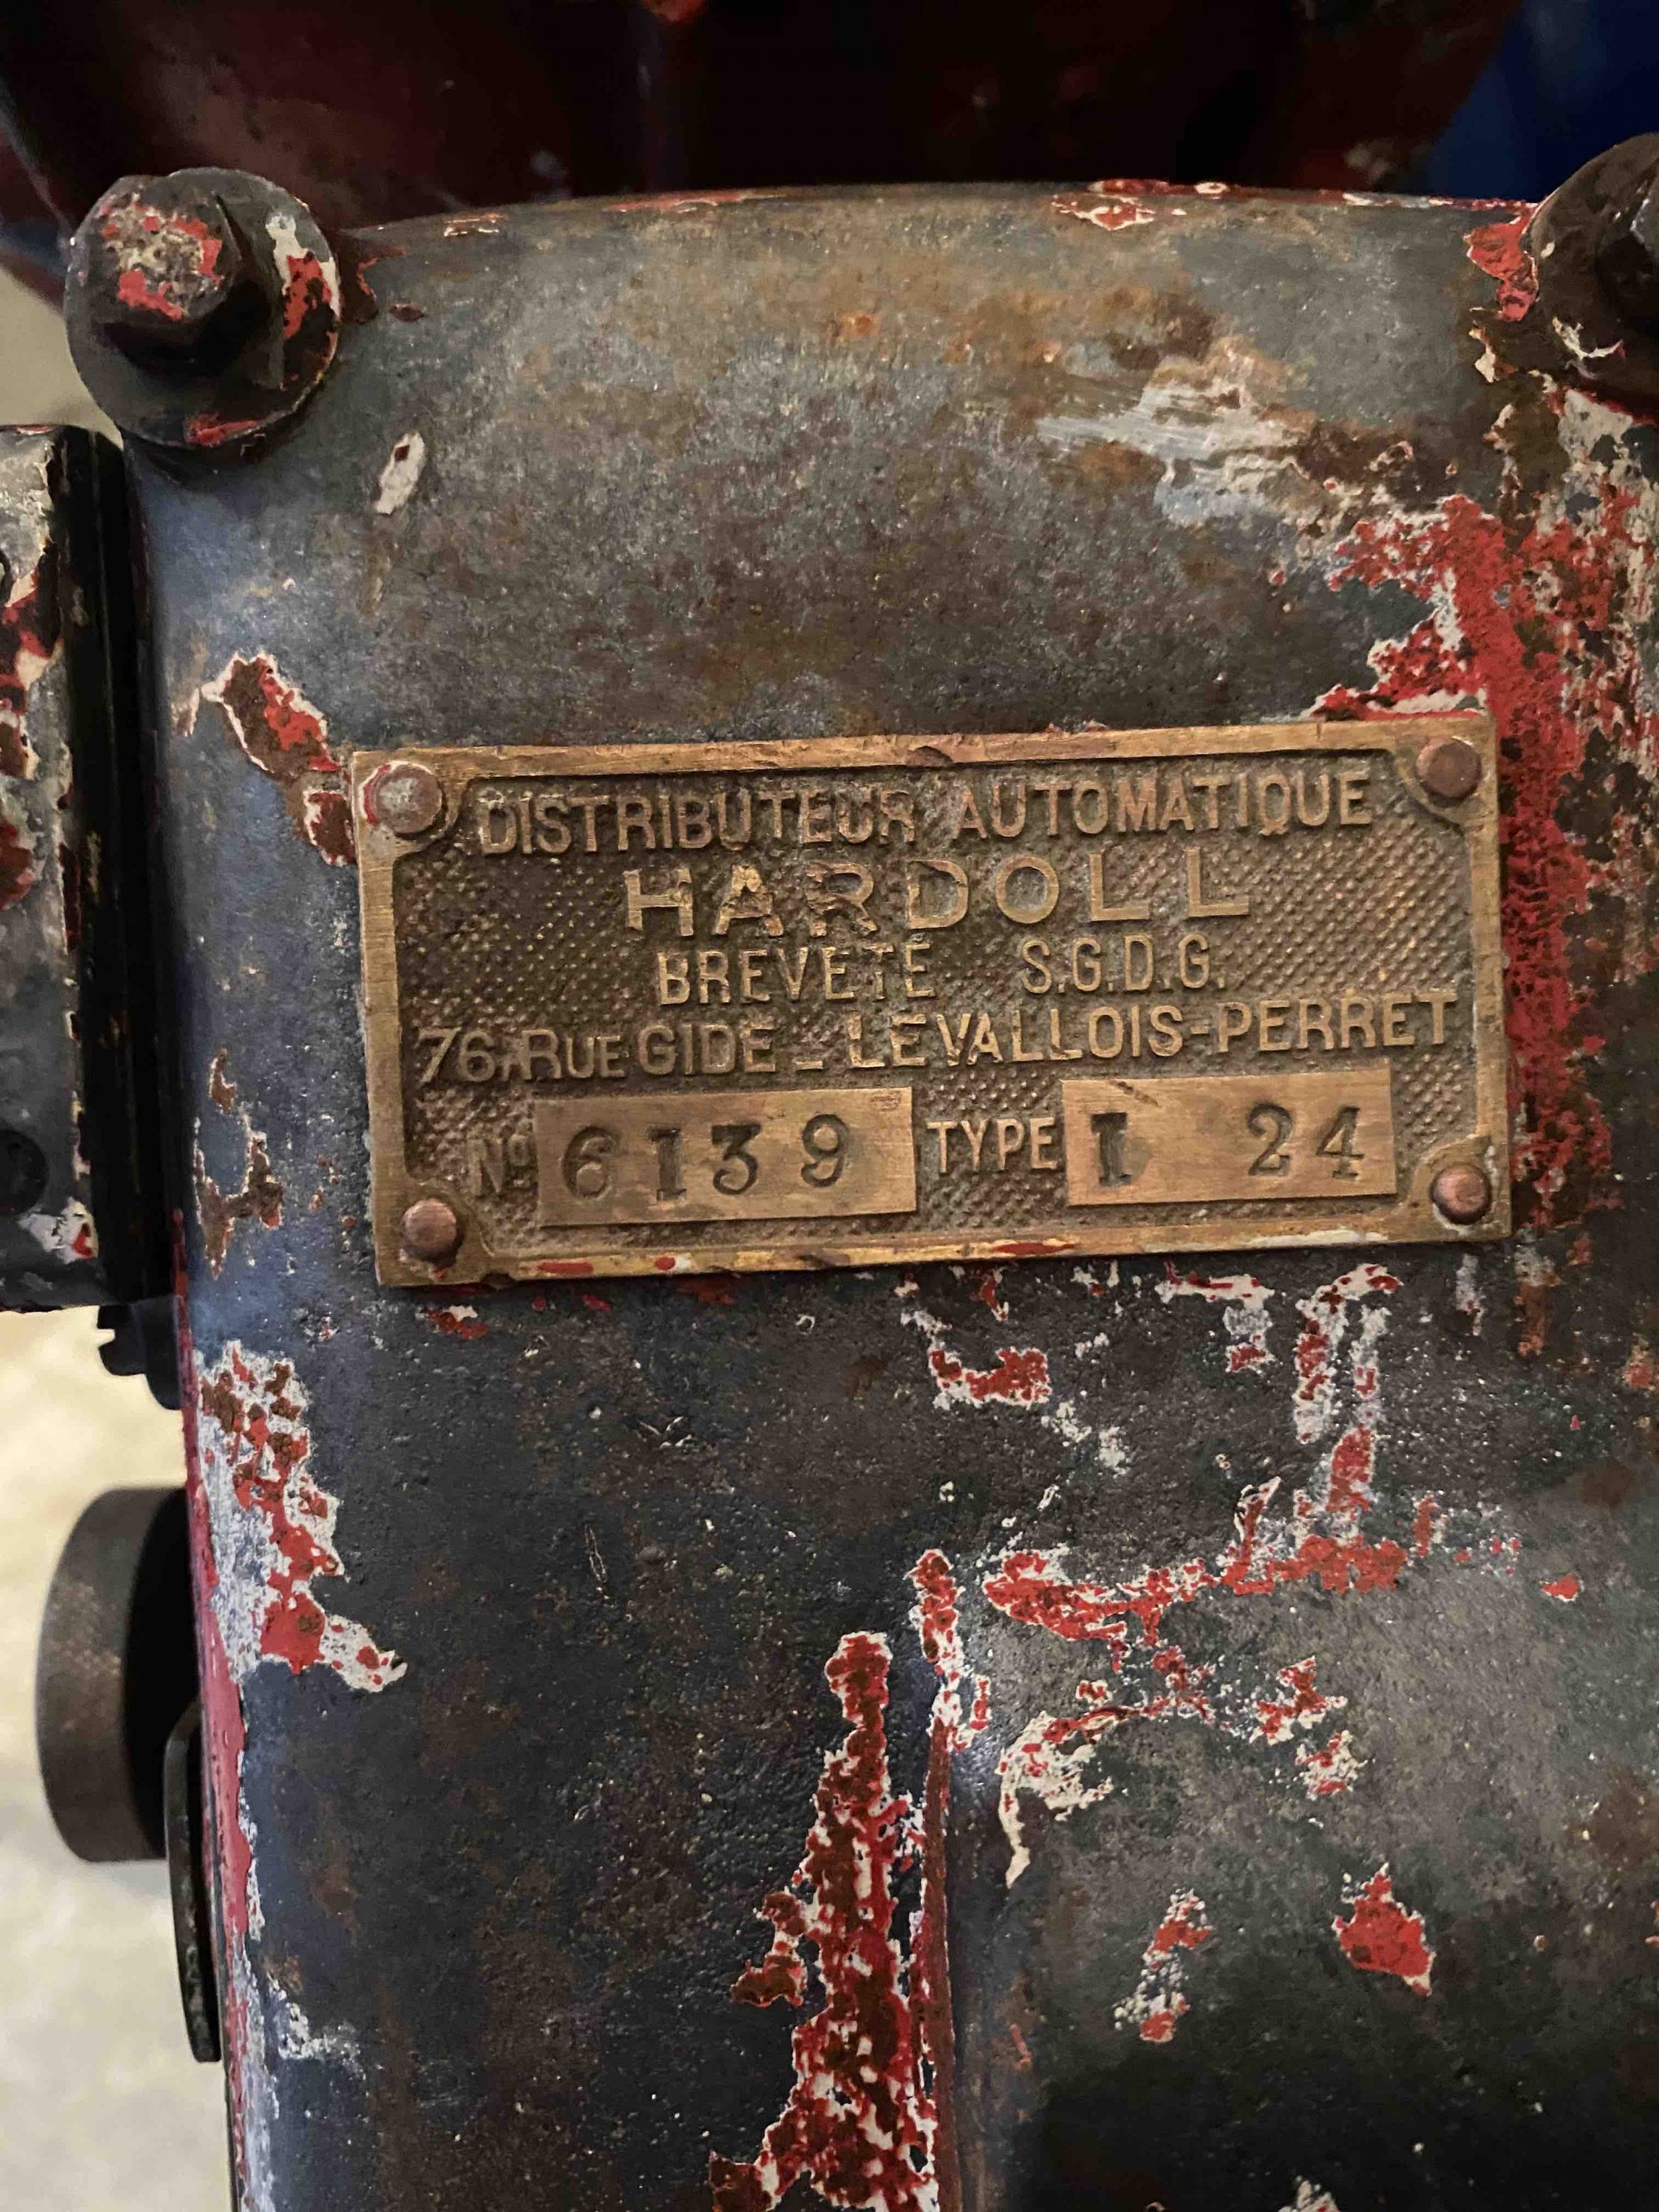 DISTRIBUTEUR AUTOMATIQUE
HARDOLL
BREVETÉ S.G.D.G.
76, RUE GIDE _ LEVALLOIS-PERRET
No 6139 TYPE I 24